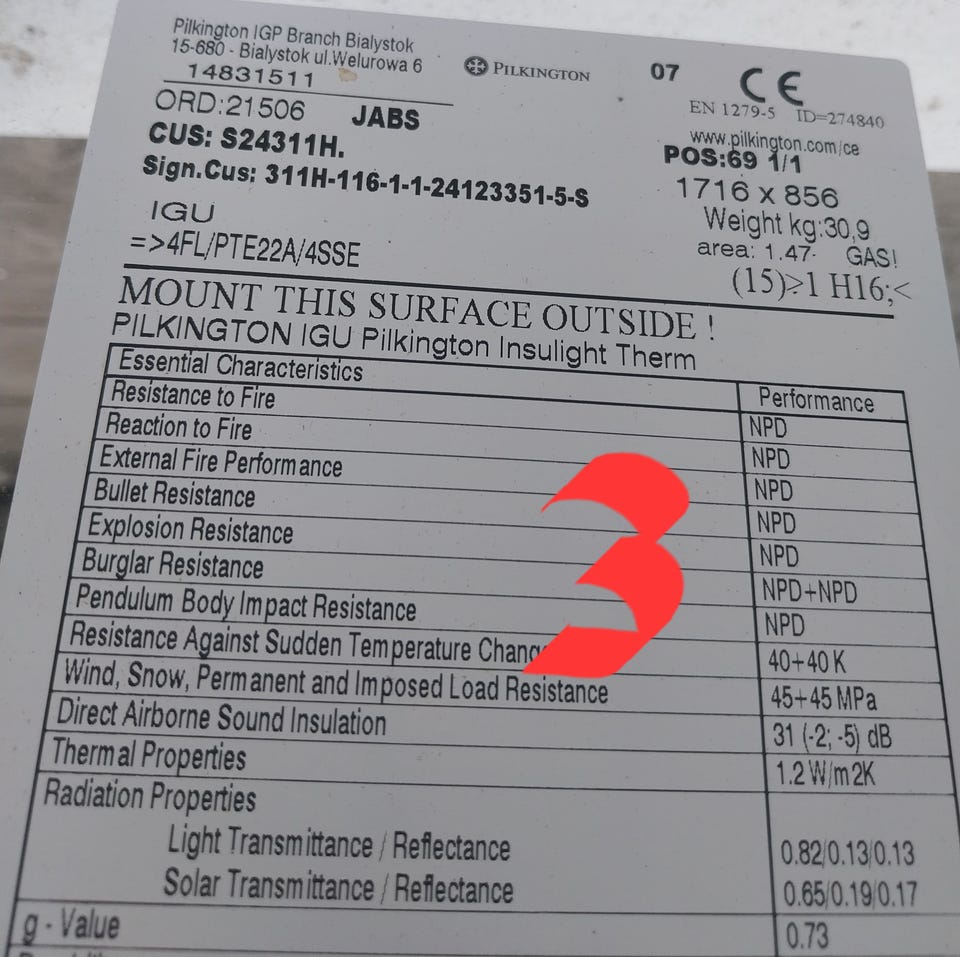 Pilkington IGP Branch Bialystok
15-680 - Bialystok ul.Welurowa 6
14831511
PILKINGTON
07
CE
EN 1279-5 ID=274840
www.pilkington.com/ce
ORD:21506 JABS
CUS: S24311H.
POS:69 1/1
Sign.Cus: 311H-116-1-1-24123351-5-S
1716 x 856
IGU
Weight kg:30,9
=>4FL/PTE22A/4SSE
area: 1.47 GAS!
(15)>1 H16;<
MOUNT THIS SURFACE OUTSIDE !
PILKINGTON IGU Pilkington Insulight Therm
Essential Characteristics Performance
Resistance to Fire NPD
Reaction to Fire NPD
External Fire Performance NPD
Bullet Resistance NPD
Explosion Resistance NPD
Burglar Resistance NPD+NPD
Pendulum Body Impact Resistance NPD
Resistance Against Sudden Temperature Chang 40+40 K
Wind, Snow, Permanent and Imposed Load Resistance 45+45 MPa
Direct Airborne Sound Insulation 31 (-2; -5) dB
Thermal Properties 1.2 W/m2K
Radiation Properties
Light Transmittance / Reflectance 0.82/0.13/0.13
Solar Transmittance / Reflectance 0.65/0.19/0.17
g - Value 0.73
3